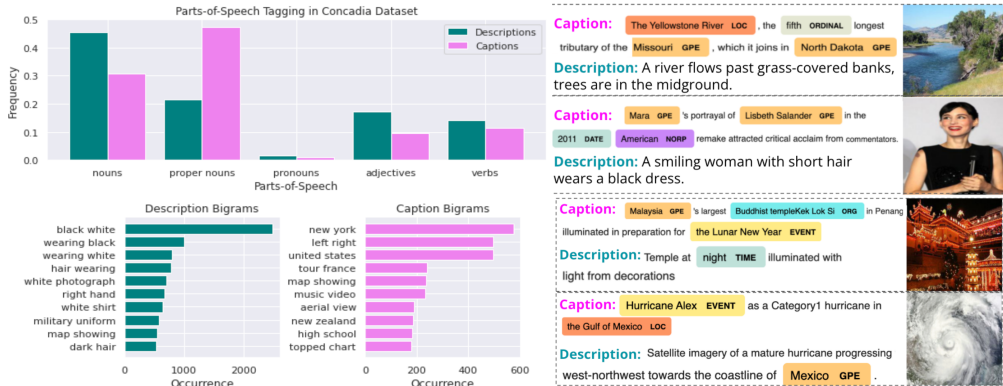 Parts-of-Speech Tagging in Concadia Dataset
Descriptions
Captions
Frequency
0.5
0.4
0.3
0.2
0.1
0.0
nouns proper nouns pronouns adjectives verbs
Parts-of-Speech
Description Bigrams
black white
wearing black
wearing white
hair wearing
white photograph
right hand
white shirt
military uniform
map showing
dark hair
0 1000 2000
Occurrence
Caption Bigrams
new york
left right
united states
tour france
map showing
music video
aerial view
new zealand
high school
topped chart
0 200 400 600
Occurrence
Caption: The Yellowstone River LOC , the fifth ORDINAL longest
tributary of the Missouri GPE , which it joins in North Dakota GPE
Description: A river flows past grass-covered banks,
trees are in the midground.
Caption: Mara GPE 's portrayal of Lisbeth Salander GPE in the
2011 DATE American NORP remake attracted critical acclaim from commentators.
Description: A smiling woman with short hair
wears a black dress.
Caption: Malaysia GPE 's largest Buddhist templeKek Lok Si ORG in Penang
illuminated in preparation for the Lunar New Year EVENT
Description: Temple at night TIME illuminated with
light from decorations
Caption: Hurricane Alex EVENT as a Category1 hurricane in
the Gulf of Mexico LOC
Description: Satellite imagery of a mature hurricane progressing
west-northwest towards the coastline of Mexico GPE .